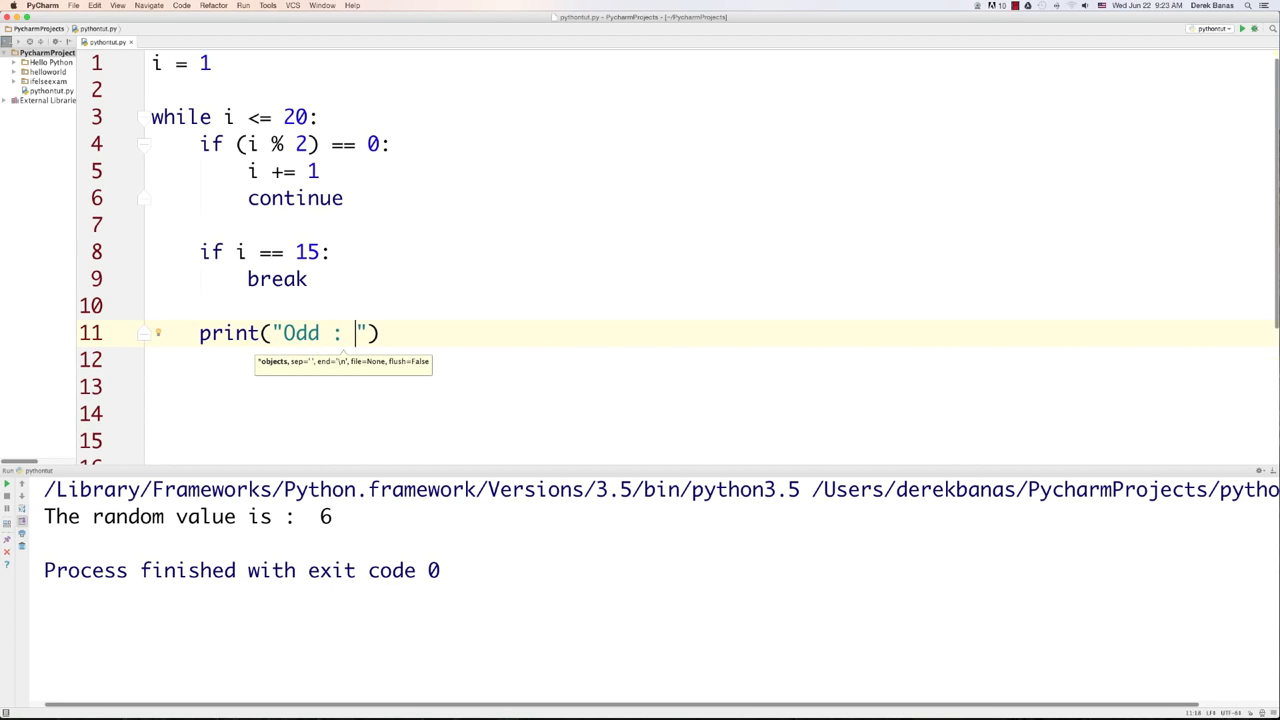 PyCharm File Edit View Navigate Code Refactor Run Tools VCS Window Help
10 Wed Jun 22 9:23 AM Derek Banas
pythontut.py - PycharmProjects - [~/PycharmProjects]
PycharmProjects pythontut.py
pythontut
pythontut.py
PycharmProject
Hello Python
helloworld
ifelseexam
pythontut.py
External Librarie
1 i = 1
2
3 while i <= 20:
4 if (i % 2) == 0:
5 i += 1
6 continue
7
8 if i == 15:
9 break
10
11 print("Odd : ")
*objects, sep=' ', end='\n', file=None, flush=False
12
13
14
15
16
Run pythontut
/Library/Frameworks/Python.framework/Versions/3.5/bin/python3.5 /Users/derekbanas/PycharmProjects/pytho
The random value is : 6
Process finished with exit code 0
11:18 LF÷ UTF-8÷